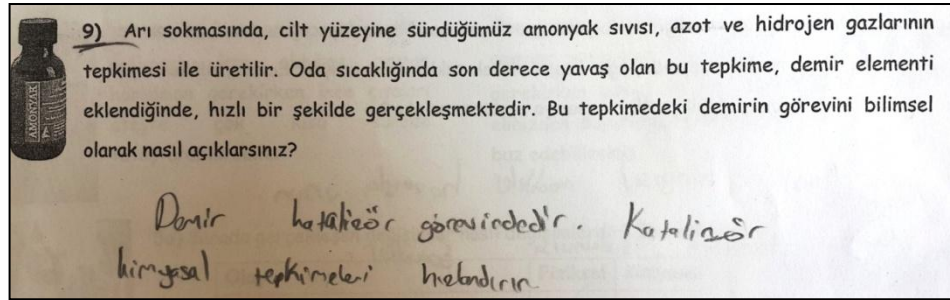 9) Arı sokmasında, cilt yüzeyine sürdüğümüz amonyak sıvısı, azot ve hidrojen gazlarının
tepkimesi ile üretilir. Oda sıcaklığında son derece yavaş olan bu tepkime, demir elementi
eklendiğinde, hızlı bir şekilde gerçekleşmektedir. Bu tepkimedeki demirin görevini bilimsel
olarak nasıl açıklarsınız?
AMONYAK
Demir katalizör görevindedir. Katalizör
kimyasal tepkimeleri hızlandırır